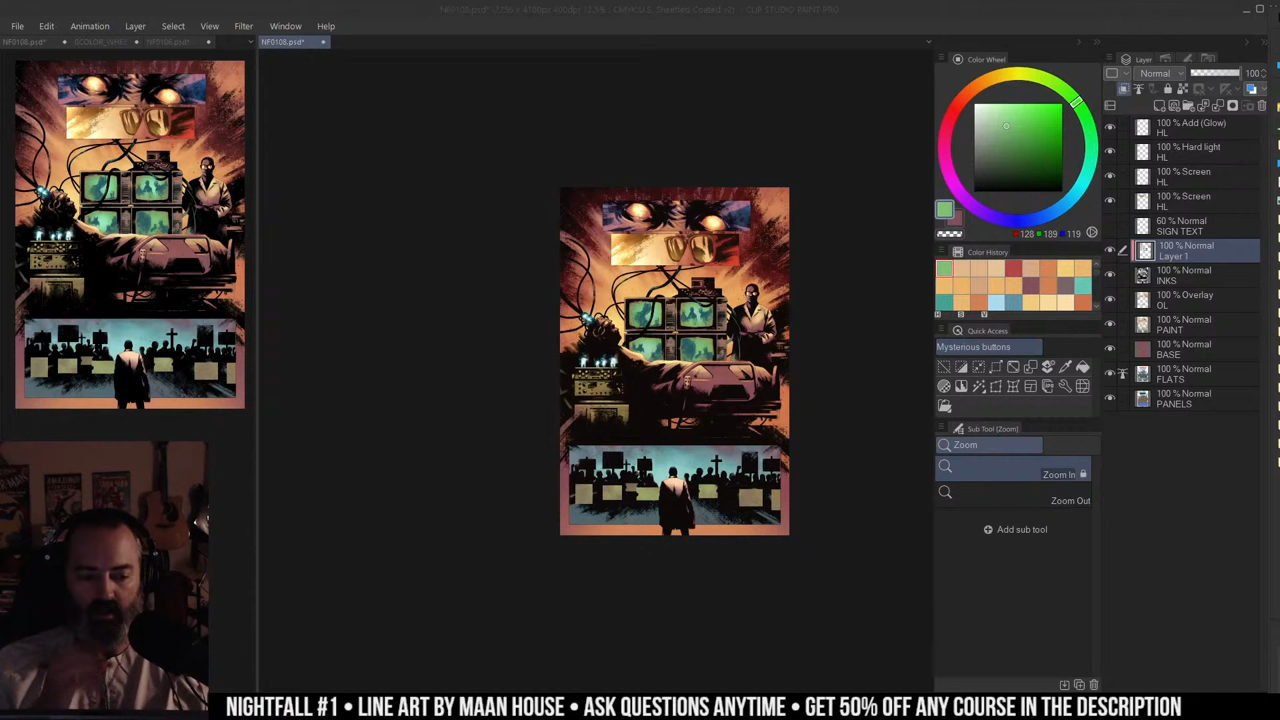 File Edit Animation Layer Select View Filter Window Help
NF0108.psd* NF0106.psd* NF0108.psd*
Color Wheel
128 189 119
Color History
Quick Access
Mysterious buttons
Sub Tool [Zoom]
Zoom
Zoom In
Zoom Out
Add sub tool
Layer
Normal 100
100 % Add (Glow)
HL
100 % Hard light
HL
100 % Screen
HL
100 % Screen
HL
60 % Normal
SIGN TEXT
100 % Normal
Layer 1
100 % Normal
INKS
100 % Overlay
OL
100 % Normal
PAINT
100 % Normal
BASE
100 % Normal
FLATS
100 % Normal
PANELS
NIGHTFALL #1 • LINE ART BY MAAN HOUSE • ASK QUESTIONS ANYTIME • GET 50% OFF ANY COURSE IN THE DESCRIPTION